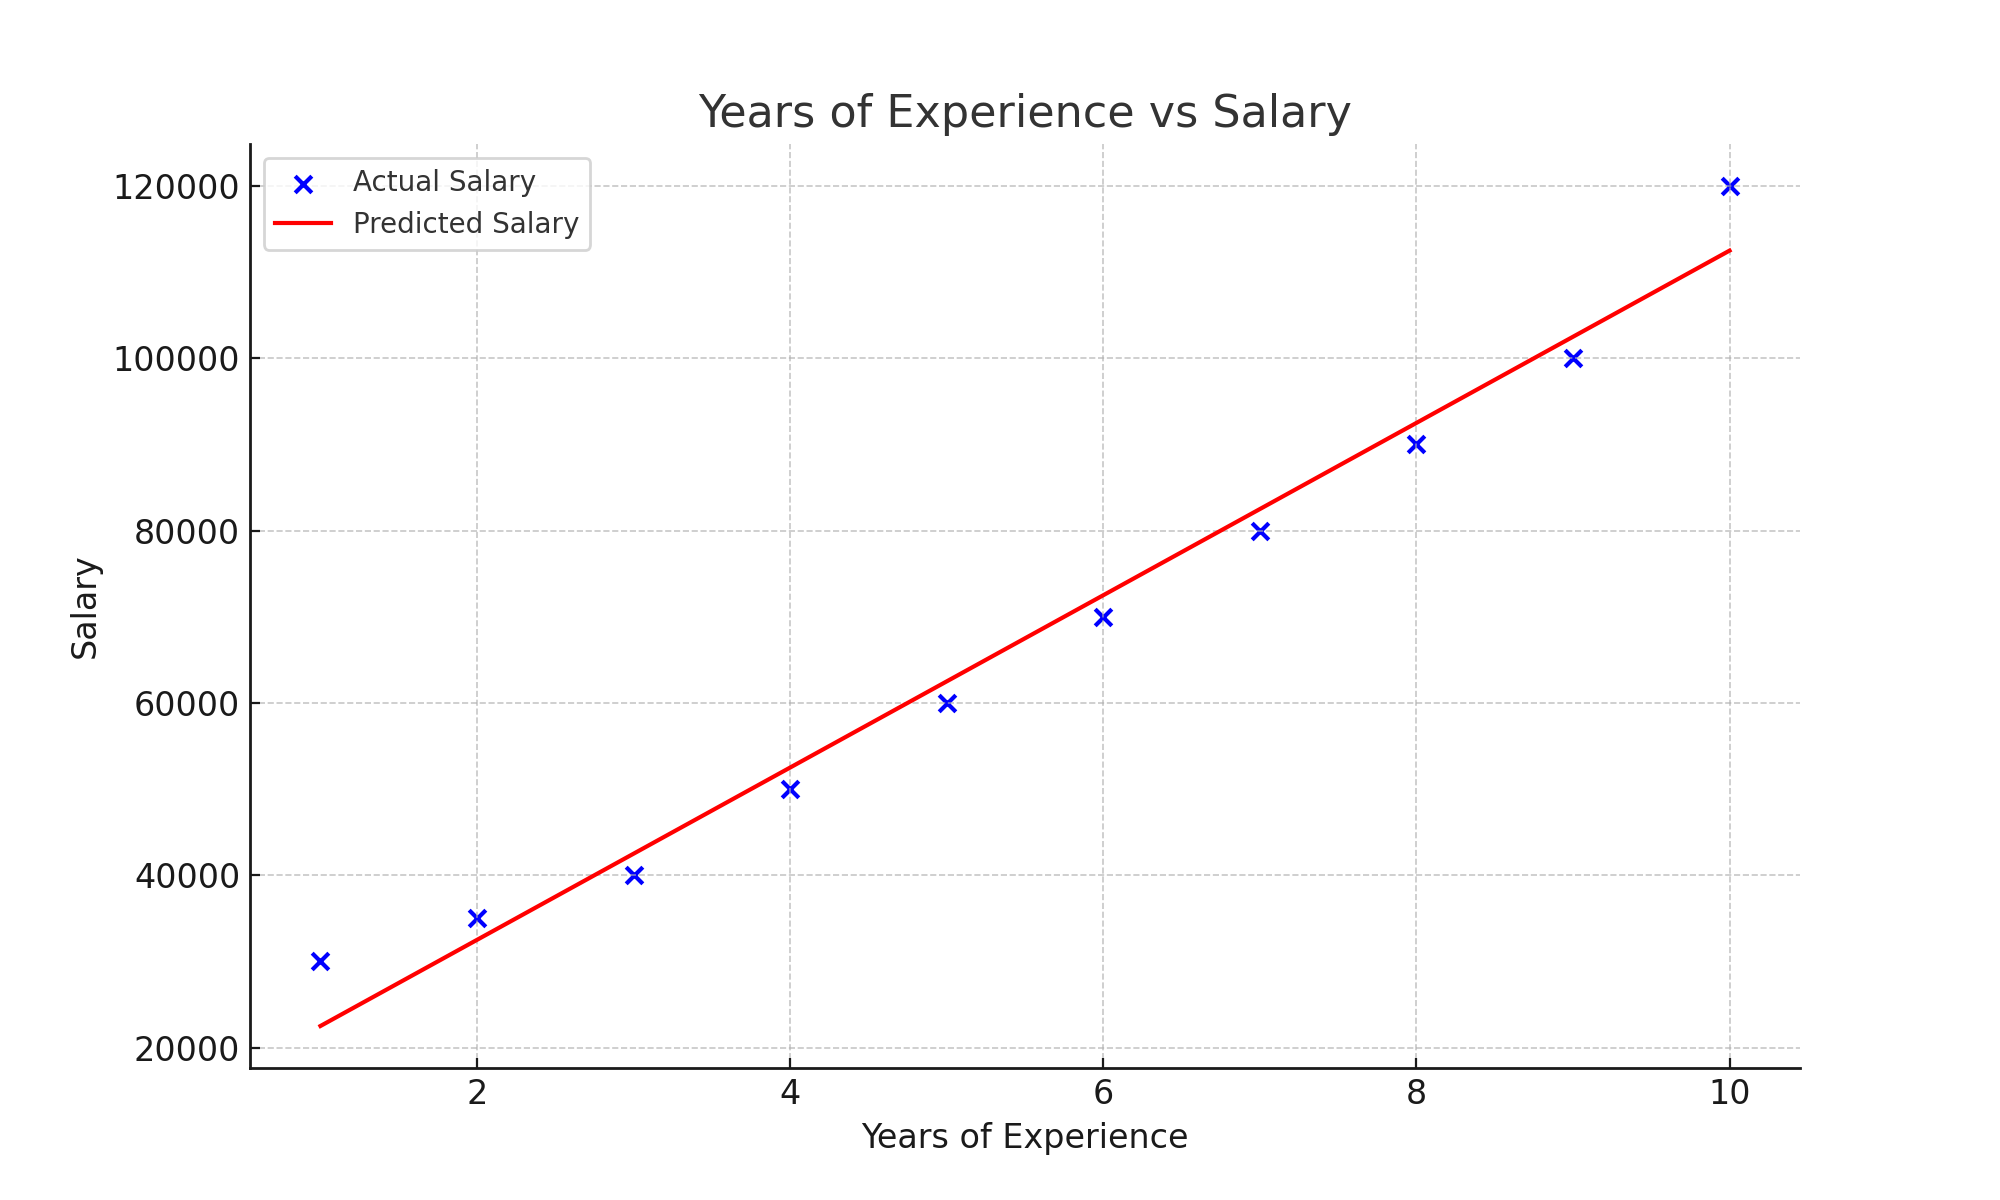 Years of Experience vs Salary
Actual Salary
Predicted Salary
120000
100000
80000
60000
40000
20000
Salary
2 4 6 8 10
Years of Experience